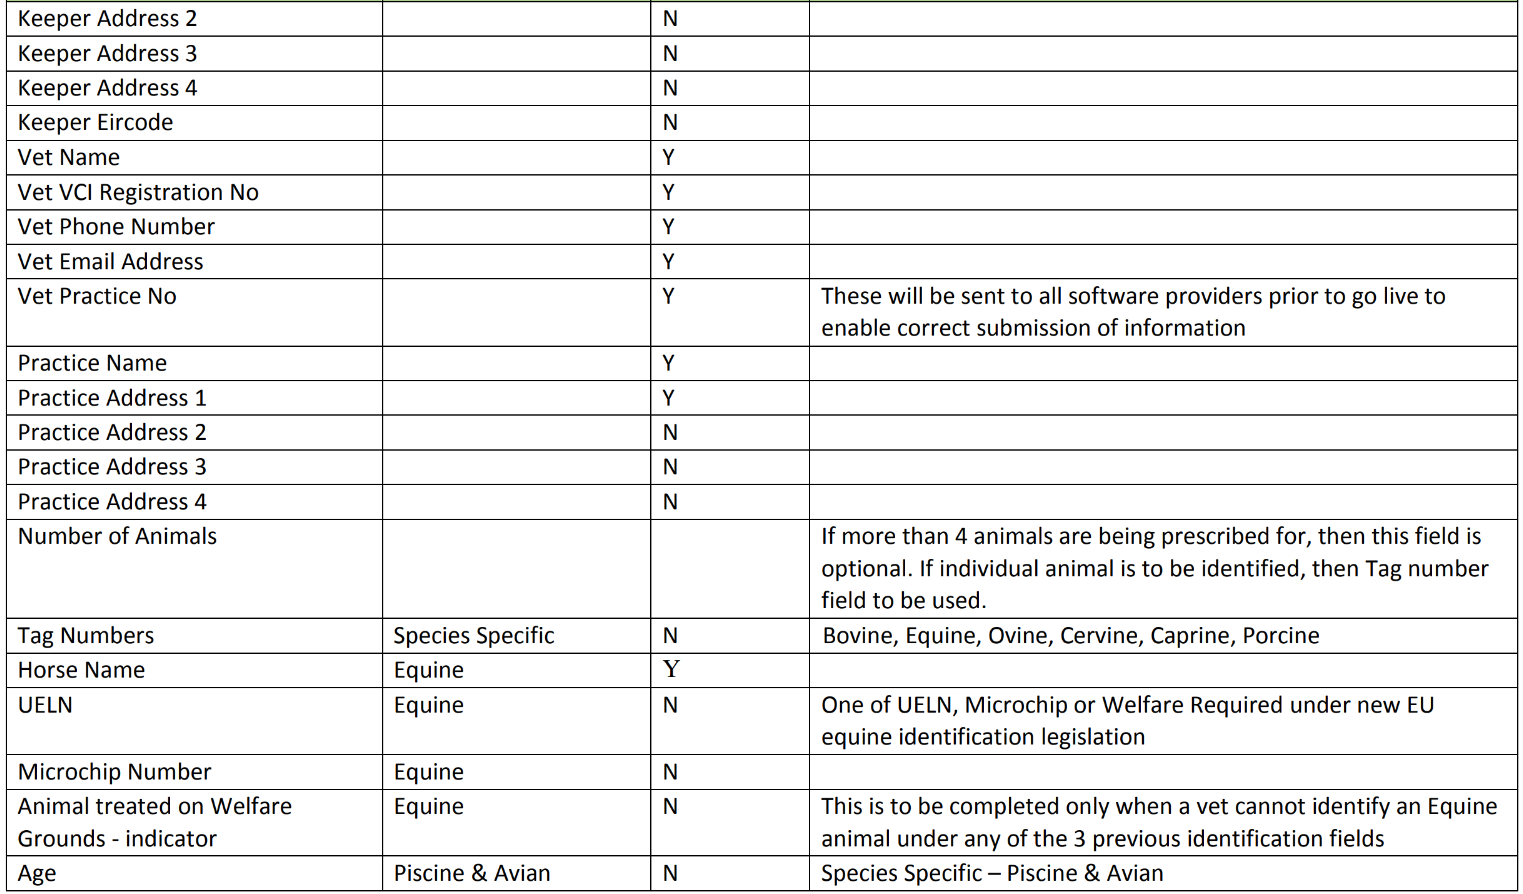 Keeper Address 2 N
Keeper Address 3 N
Keeper Address 4 N
Keeper Eircode N
Vet Name Y
Vet VCI Registration No Y
Vet Phone Number Y
Vet Email Address Y
Vet Practice No Y These will be sent to all software providers prior to go live to
enable correct submission of information
Practice Name Y
Practice Address 1 Y
Practice Address 2 N
Practice Address 3 N
Practice Address 4 N
Number of Animals If more than 4 animals are being prescribed for, then this field is
optional. If individual animal is to be identified, then Tag number
field to be used.
Tag Numbers Species Specific N Bovine, Equine, Ovine, Cervine, Caprine, Porcine
Horse Name Equine Y
UELN Equine N One of UELN, Microchip or Welfare Required under new EU
equine identification legislation
Microchip Number Equine N
Animal treated on Welfare Equine N This is to be completed only when a vet cannot identify an Equine
Grounds - indicator animal under any of the 3 previous identification fields
Age Piscine & Avian N Species Specific – Piscine & Avian